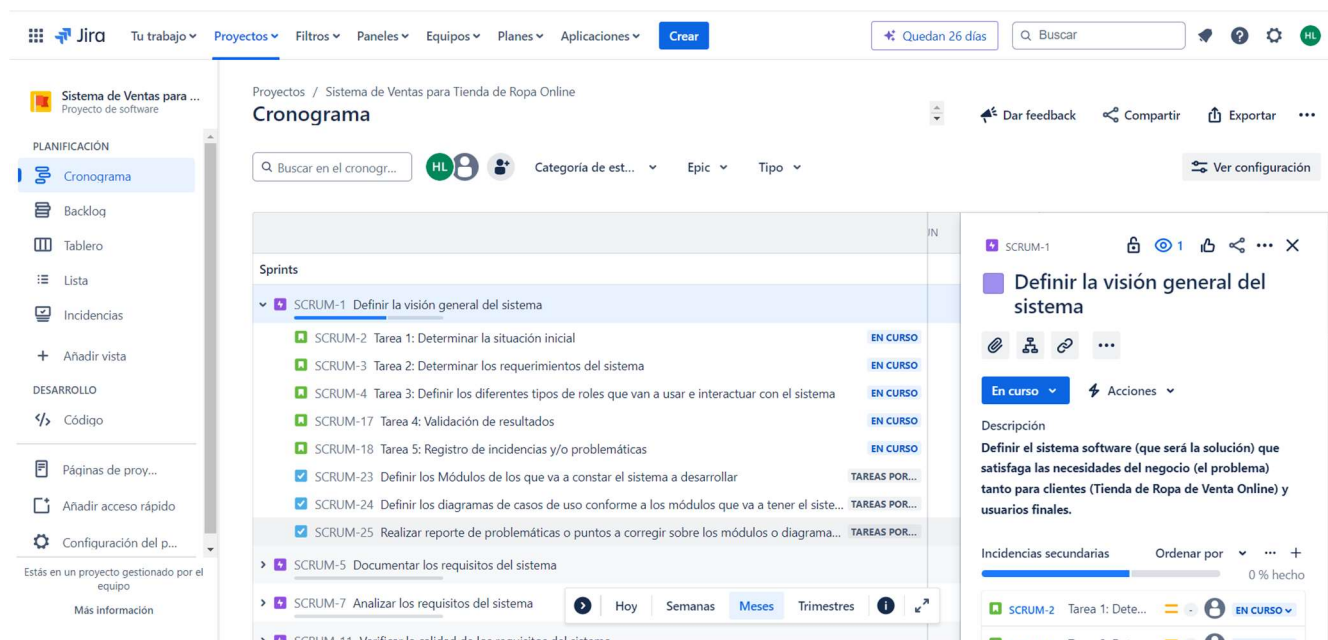 Jira
Tu trabajo
Proyectos
Filtros
Paneles
Equipos
Planes
Aplicaciones
Crear
Quedan 26 días
Buscar
HL
Sistema de Ventas para ...
Proyecto de software
PLANIFICACIÓN
Cronograma
Backlog
Tablero
Lista
Incidencias
Añadir vista
DESARROLLO
Código
Páginas de proy...
Añadir acceso rápido
Configuración del p...
Estás en un proyecto gestionado por el
equipo
Más información
Proyectos / Sistema de Ventas para Tienda de Ropa Online
Cronograma
Dar feedback
Compartir
Exportar
Buscar en el cronogr...
HL
Categoría de est...
Epic
Tipo
Ver configuración
Sprints
SCRUM-1 Definir la visión general del sistema
SCRUM-2 Tarea 1: Determinar la situación inicial EN CURSO
SCRUM-3 Tarea 2: Determinar los requerimientos del sistema EN CURSO
SCRUM-4 Tarea 3: Definir los diferentes tipos de roles que van a usar e interactuar con el sistema EN CURSO
SCRUM-17 Tarea 4: Validación de resultados EN CURSO
SCRUM-18 Tarea 5: Registro de incidencias y/o problemáticas EN CURSO
SCRUM-23 Definir los Módulos de los que va a constar el sistema a desarrollar TAREAS POR...
SCRUM-24 Definir los diagramas de casos de uso conforme a los módulos que va a tener el siste... TAREAS POR...
SCRUM-25 Realizar reporte de problemáticas o puntos a corregir sobre los módulos o diagrama... TAREAS POR...
SCRUM-5 Documentar los requisitos del sistema
SCRUM-7 Analizar los requisitos del sistema
SCRUM-11 Verificar la calidad de los requisitos del sistema
Hoy
Semanas
Meses
Trimestres
SCRUM-1
1
Definir la visión general del
sistema
En curso
Acciones
Descripción
Definir el sistema software (que será la solución) que
satisfaga las necesidades del negocio (el problema)
tanto para clientes (Tienda de Ropa de Venta Online) y
usuarios finales.
Incidencias secundarias
Ordenar por
0 % hecho
SCRUM-2 Tarea 1: Dete... EN CURSO